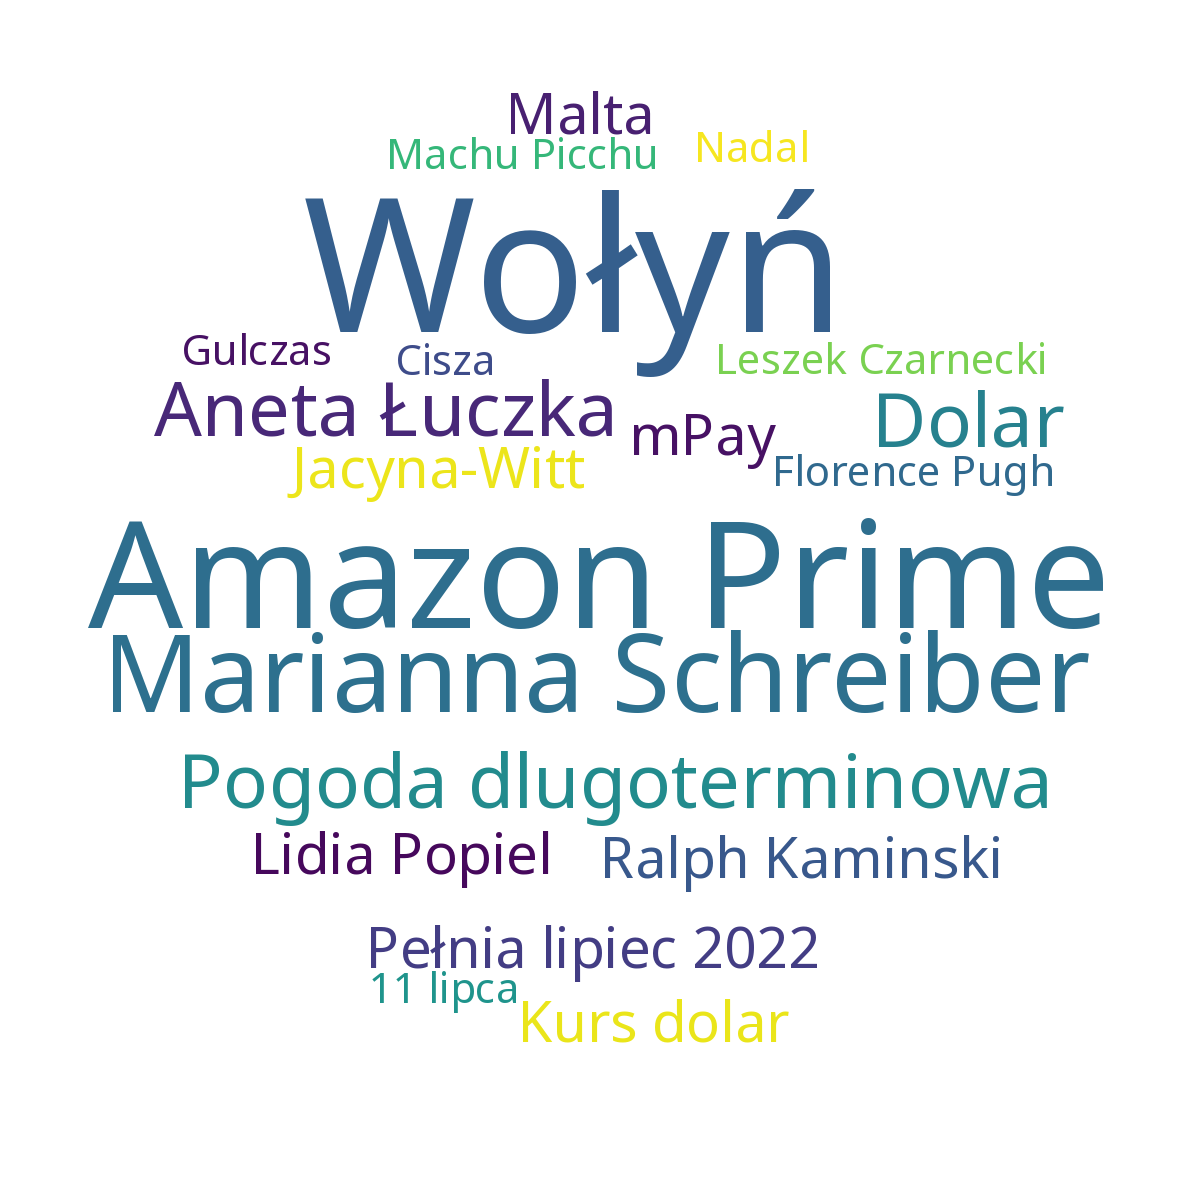 Malta
Machu Picchu
Nadal
Wołyń
Gulczas
Cisza
Leszek Czarnecki
Aneta Łuczka
mPay
Dolar
Jacyna-Witt
Florence Pugh
Amazon Prime
Marianna Schreiber
Pogoda dlugoterminowa
Lidia Popiel
Ralph Kaminski
Pełnia lipiec 2022
11 lipca
Kurs dolar